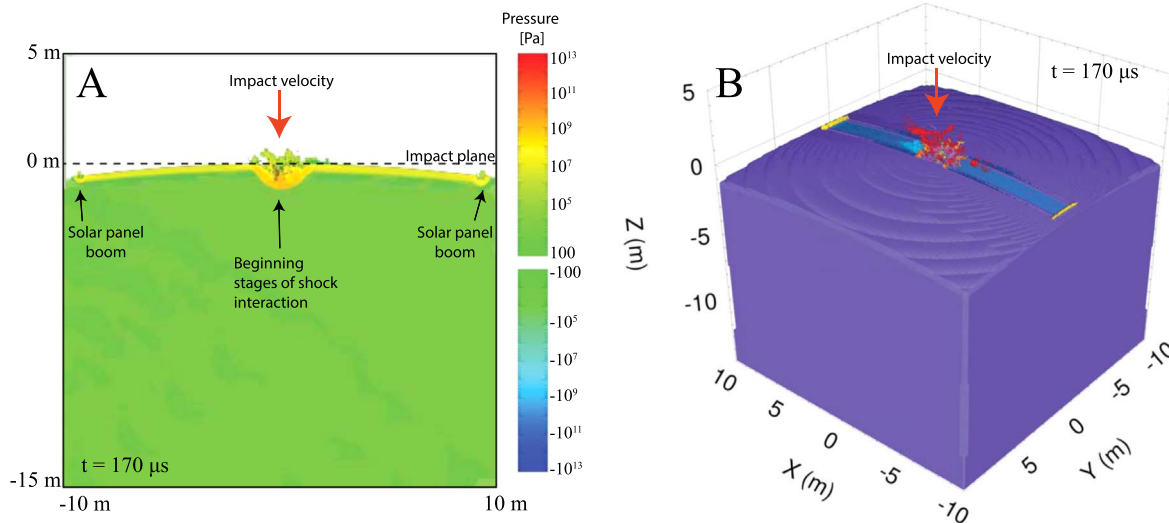 A
5 m
0 m
-15 m
-10 m
10 m
Impact velocity
Impact plane
Solar panel
boom
Beginning
stages of shock
interaction
Solar panel
boom
t = 170 μs
Pressure
[Pa]
10¹³
10¹¹
10⁹
10⁷
10⁵
100
-100
-10⁵
-10⁷
-10⁹
-10¹¹
-10¹³
B
Impact velocity
t = 170 μs
5
0
-5
-10
Z (m)
10
5
0
-5
-10
X (m)
5
0
-5
-10
Y (m)